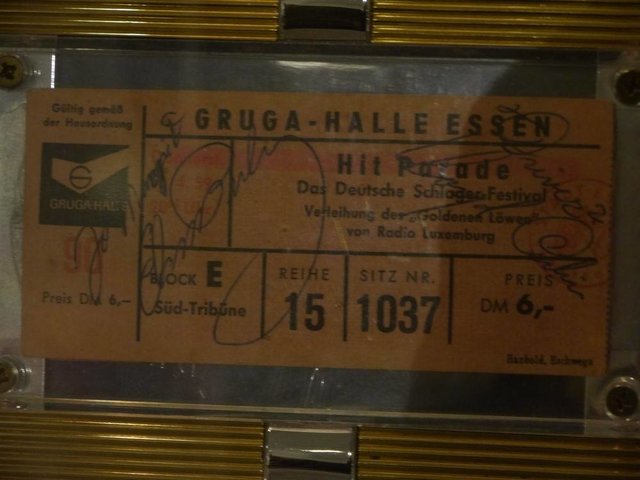 Gültig gemäß
der Hausordnung
GRUGA-HALLE
Preis DM 6,–
GRUGA-HALLE ESSEN
Hit Parade
Das Deutsche Schlager-Festival
Verleihung des „Goldenen Löwen“
von Radio Luxemburg
BLOCK E
Süd-Tribüne
REIHE
15
SITZ NR.
1037
PREIS
DM 6,–
Eschwege